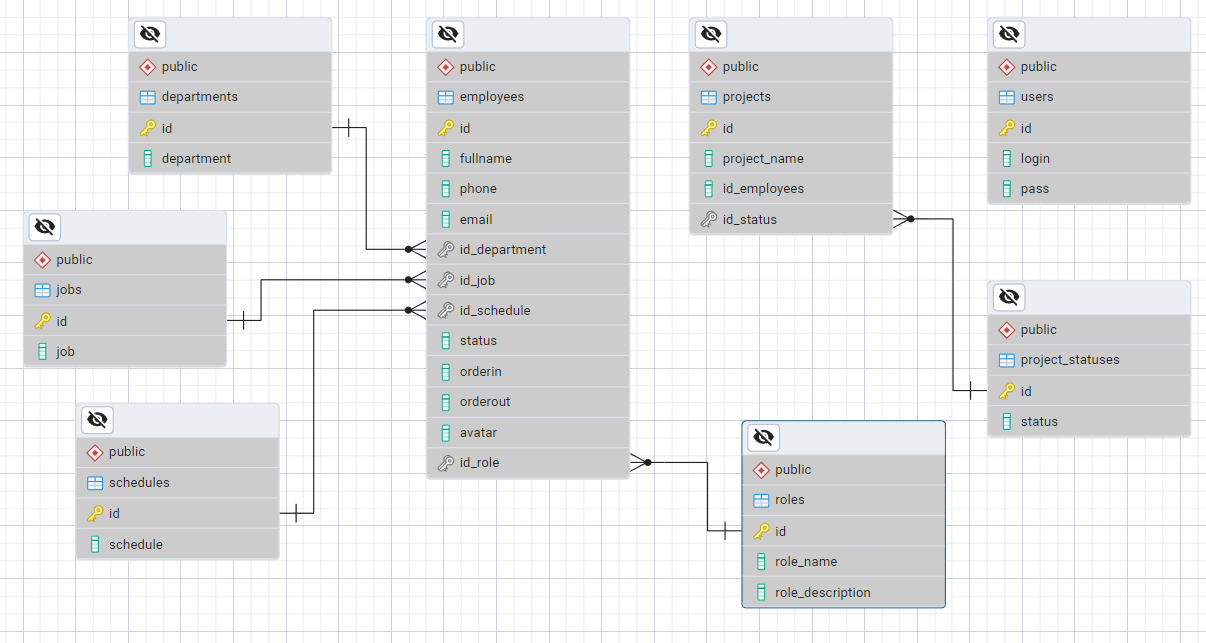 public
departments
id
department
public
employees
id
fullname
phone
email
id_department
id_job
id_schedule
status
orderin
orderout
avatar
id_role
public
projects
id
project_name
id_employees
id_status
public
users
id
login
pass
public
jobs
id
job
public
project_statuses
id
status
public
schedules
id
schedule
public
roles
id
role_name
role_description